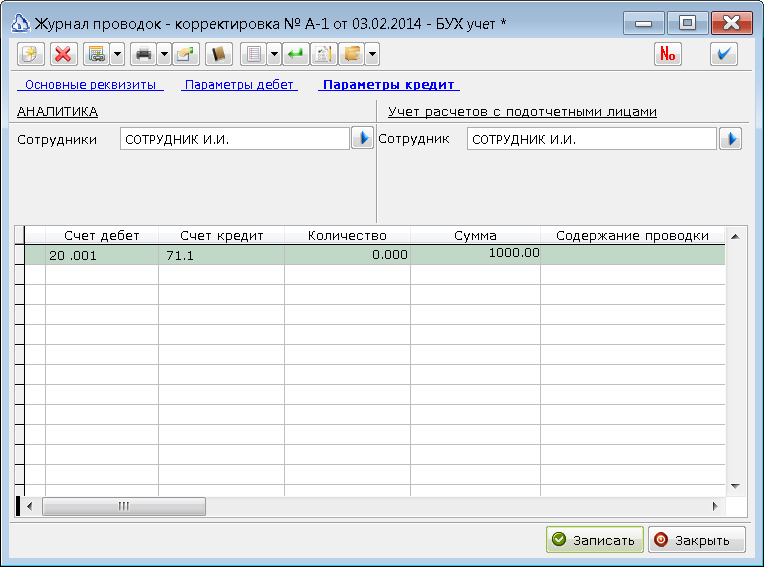 Журнал проводок - корректировка № А-1 от 03.02.2014 - БУХ учет *
№
Основные реквизиты Параметры дебет Параметры кредит
АНАЛИТИКА Учет расчетов с подотчетными лицами
Сотрудники СОТРУДНИК И.И. Сотрудник СОТРУДНИК И.И.
Счет дебет Счет кредит Количество Сумма Содержание проводки
20 .001 71.1 0.000 1000.00
Записать Закрыть